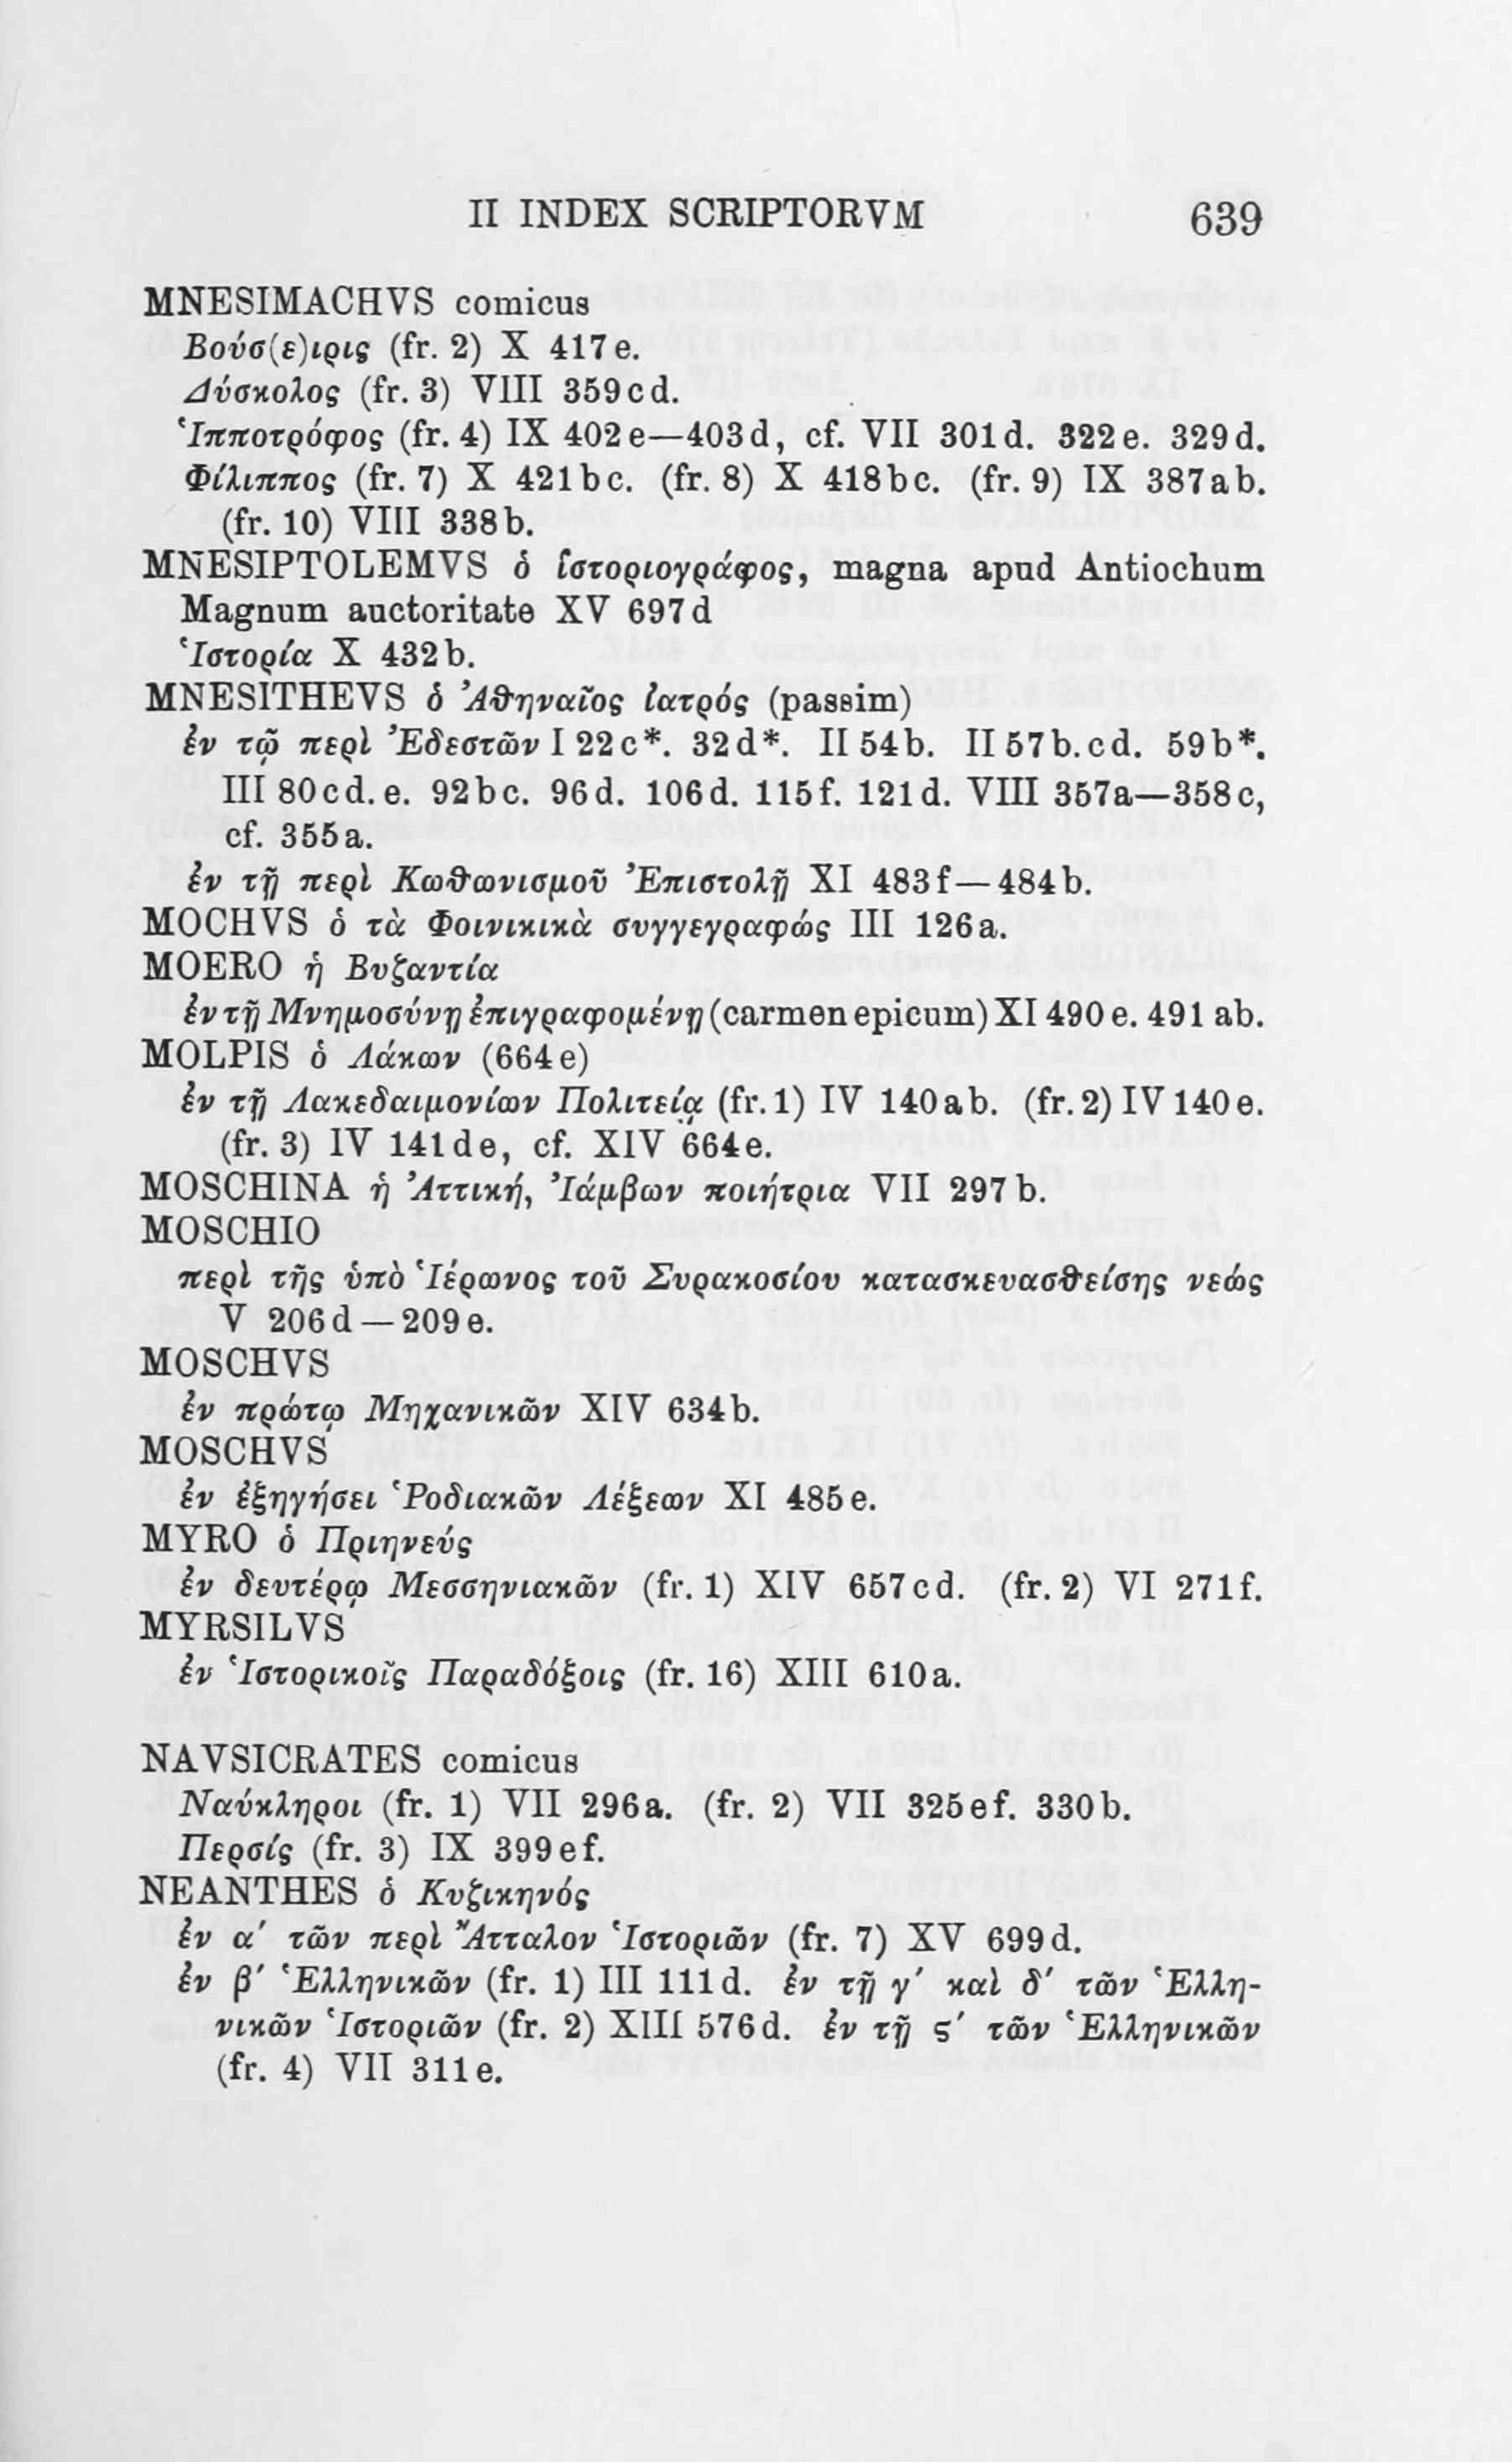 II INDEX SCRIPTORVM 639
MNESIMACHVS comicus
Βούσ(ε)ιρις (fr. 2) X 417e.
Δύσκολος (fr. 3) VIII 359cd.
Ἱπποτρόφος (fr. 4) IX 402e—403d, cf. VII 301d. 322e. 329d.
Φίλιππος (fr. 7) X 421bc. (fr. 8) X 418bc. (fr. 9) IX 387ab.
(fr. 10) VIII 338b.
MNESIPTOLEMVS ὁ ἱστοριογράφος, magna apud Antiochum
Magnum auctoritate XV 697d
Ἱστορία X 432b.
MNESITHEVS ὁ Ἀθηναῖος ἰατρός (passim)
ἐν τῷ περὶ Ἐδεστῶν I 22c*. 32d*. II 54b. II 57b.cd. 59b*.
III 80cd.e. 92bc. 96d. 106d. 115f. 121d. VIII 357a—358c,
cf. 355a.
ἐν τῇ περὶ Κωθωνισμοῦ Ἐπιστολῇ XI 483f—484b.
MOCHVS ὁ τὰ Φοινικικὰ συγγεγραφώς III 126a.
MOERO ἡ Βυζαντία
ἐν τῇ Μνημοσύνῃ ἐπιγραφομένῃ (carmen epicum) XI 490e. 491ab.
MOLPIS ὁ Λάκων (664e)
ἐν τῇ Λακεδαιμονίων Πολιτείᾳ (fr. 1) IV 140ab. (fr. 2) IV 140e.
(fr. 3) IV 141de, cf. XIV 664e.
MOSCHINA ἡ Ἀττική, Ἰάμβων ποιήτρια VII 297b.
MOSCHIO
περὶ τῆς ὑπὸ Ἱέρωνος τοῦ Συρακοσίου κατασκευασθείσης νεώς
V 206d—209e.
MOSCHVS
ἐν πρώτῳ Μηχανικῶν XIV 634b.
MOSCHVS
ἐν ἐξηγήσει Ῥοδιακῶν Λέξεων XI 485e.
MYRO ὁ Πριηνεύς
ἐν δευτέρῳ Μεσσηνιακῶν (fr. 1) XIV 657cd. (fr. 2) VI 271f.
MYRSILVS
ἐν Ἱστορικοῖς Παραδόξοις (fr. 16) XIII 610a.
NAVSICRATES comicus
Ναύκληροι (fr. 1) VII 296a. (fr. 2) VII 325ef. 330b.
Περσίς (fr. 3) IX 399ef.
NEANTHES ὁ Κυζικηνός
ἐν α′ τῶν περὶ Ἄτταλον Ἱστοριῶν (fr. 7) XV 699d.
ἐν β′ Ἑλληνικῶν (fr. 1) III 111d. ἐν τῇ γ′ καὶ δ′ τῶν Ἑλλη-
νικῶν Ἱστοριῶν (fr. 2) XIII 576d. ἐν τῇ ς′ τῶν Ἑλληνικῶν
(fr. 4) VII 311e.